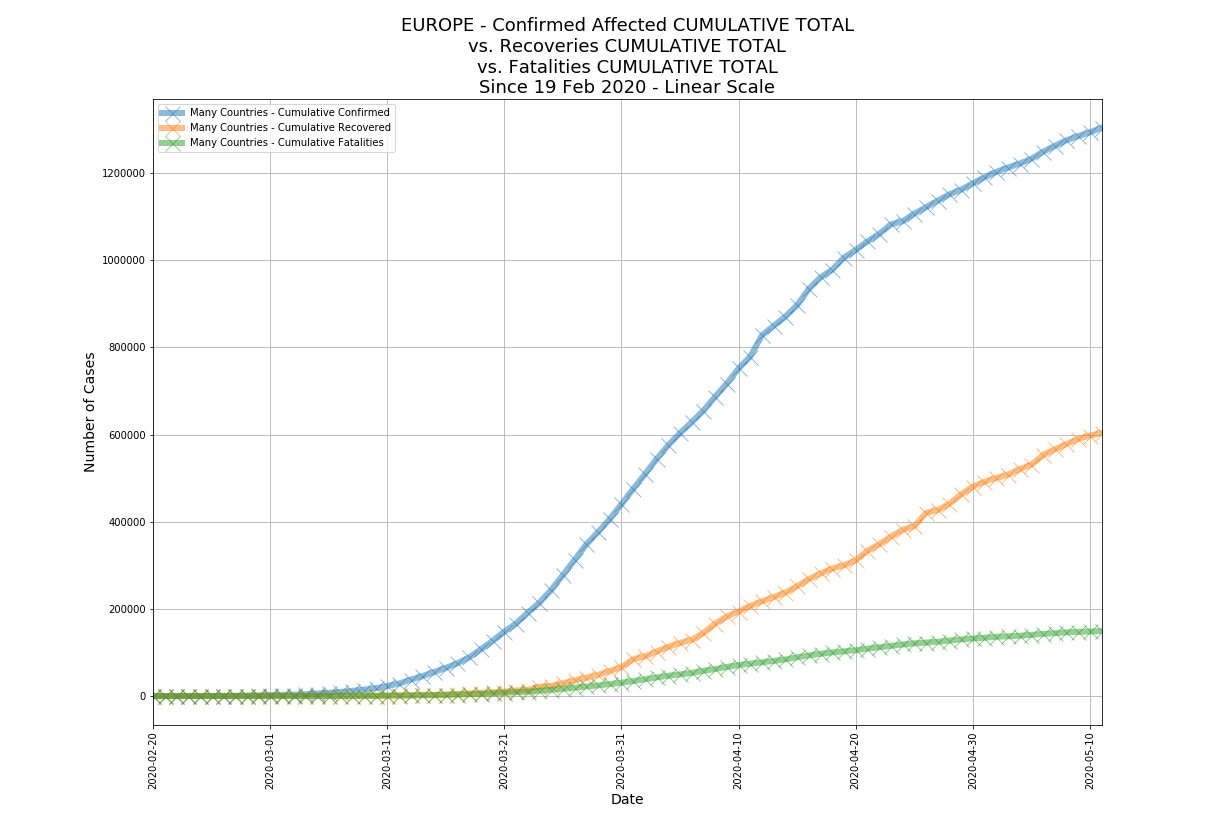 EUROPE - Confirmed Affected CUMULATIVE TOTAL
vs. Recoveries CUMULATIVE TOTAL
vs. Fatalities CUMULATIVE TOTAL
Since 19 Feb 2020 - Linear Scale
Many Countries - Cumulative Confirmed
Many Countries - Cumulative Recovered
Many Countries - Cumulative Fatalities
Number of Cases
1200000
1000000
800000
600000
400000
200000
0
2020-02-20
2020-03-01
2020-03-11
2020-03-21
2020-03-31
2020-04-10
2020-04-20
2020-04-30
2020-05-10
Date